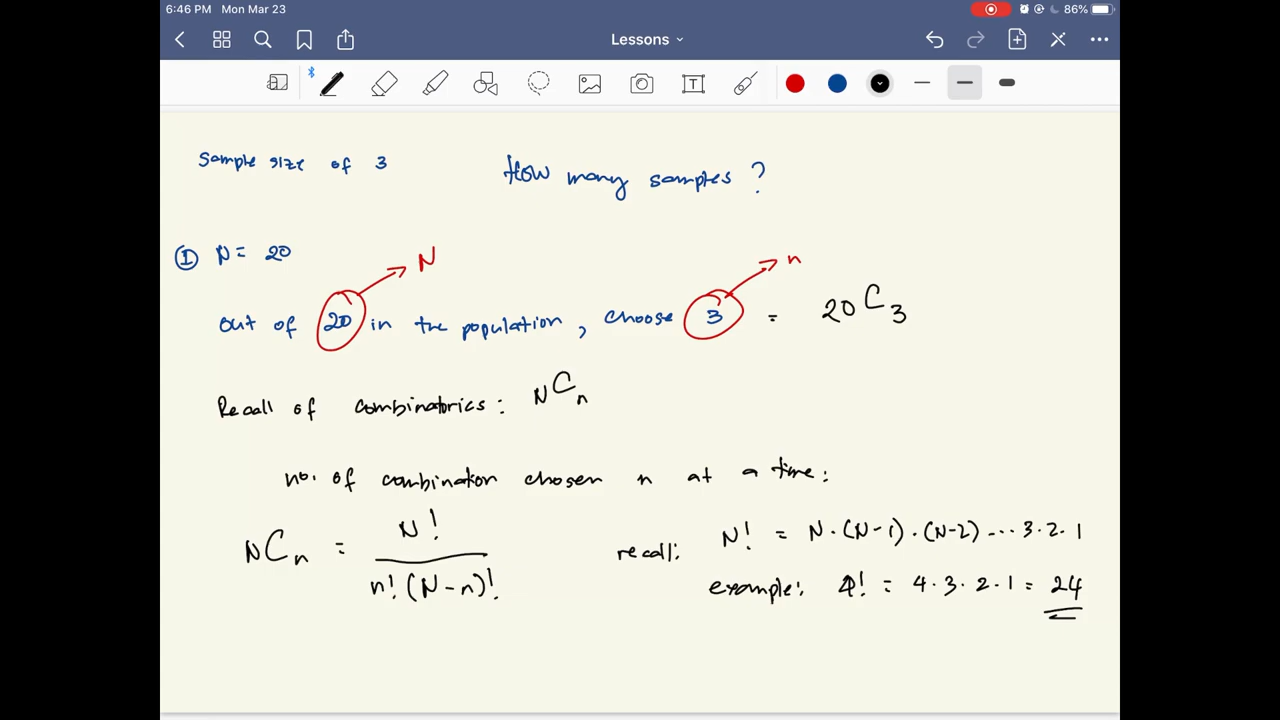 6:46 PM Mon Mar 23
86%
Lessons
T
Sample size of 3
How many samples ?
① N = 20
N
n
out of 20 in the population, choose 3 = 20C3
Recall of combinatorics : NCn
no. of combination chosen n at a time :
NCn = N! / n! (N-n)!
recall: N! = N · (N-1) · (N-2) ... 3 · 2 · 1
example: 4! = 4 · 3 · 2 · 1 = 24